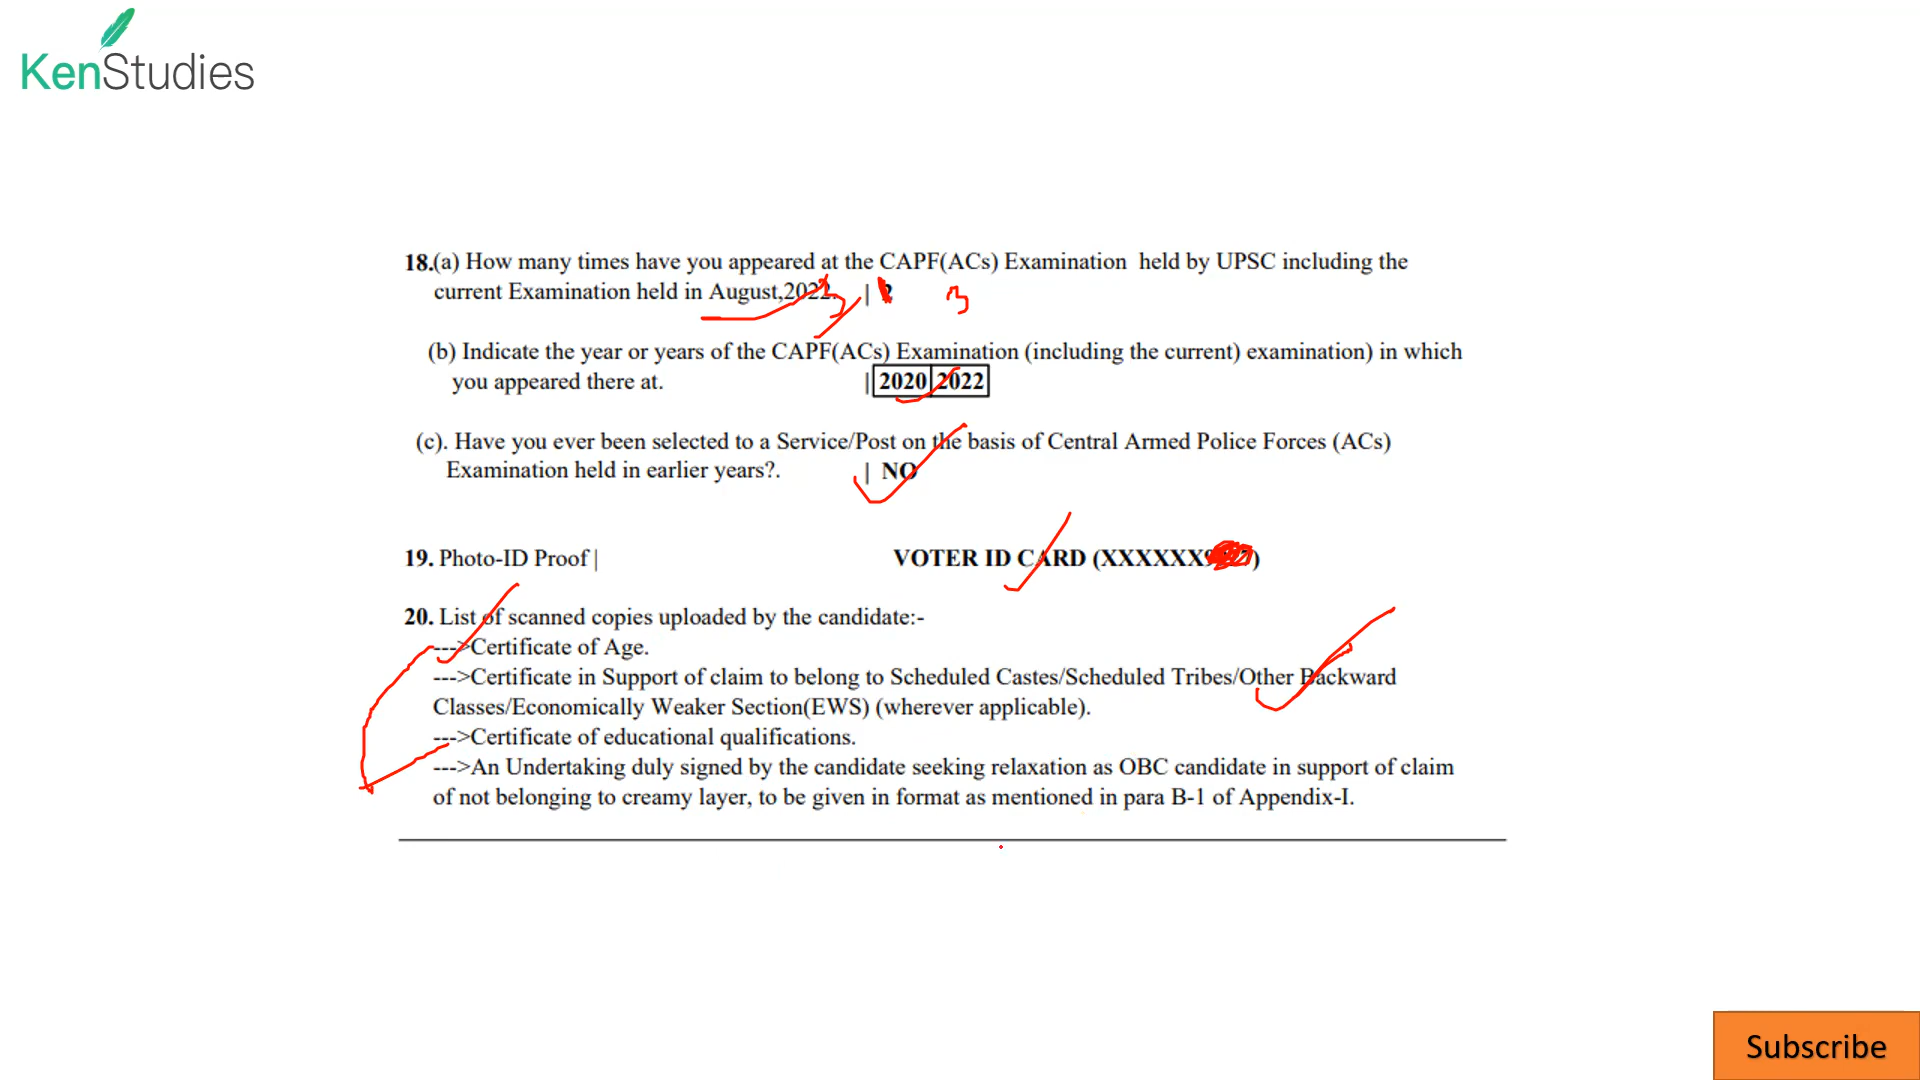 KenStudies
18.(a) How many times have you appeared at the CAPF(ACs) Examination held by UPSC including the
current Examination held in August,2022. | 2 3
(b) Indicate the year or years of the CAPF(ACs) Examination (including the current) examination) in which
you appeared there at. | 2020 2022
(c). Have you ever been selected to a Service/Post on the basis of Central Armed Police Forces (ACs)
Examination held in earlier years?. | NO
19. Photo-ID Proof | VOTER ID CARD (XXXXXX
20. List of scanned copies uploaded by the candidate:-
--->Certificate of Age.
--->Certificate in Support of claim to belong to Scheduled Castes/Scheduled Tribes/Other Backward
Classes/Economically Weaker Section(EWS) (wherever applicable).
--->Certificate of educational qualifications.
--->An Undertaking duly signed by the candidate seeking relaxation as OBC candidate in support of claim
of not belonging to creamy layer, to be given in format as mentioned in para B-1 of Appendix-I.
Subscribe